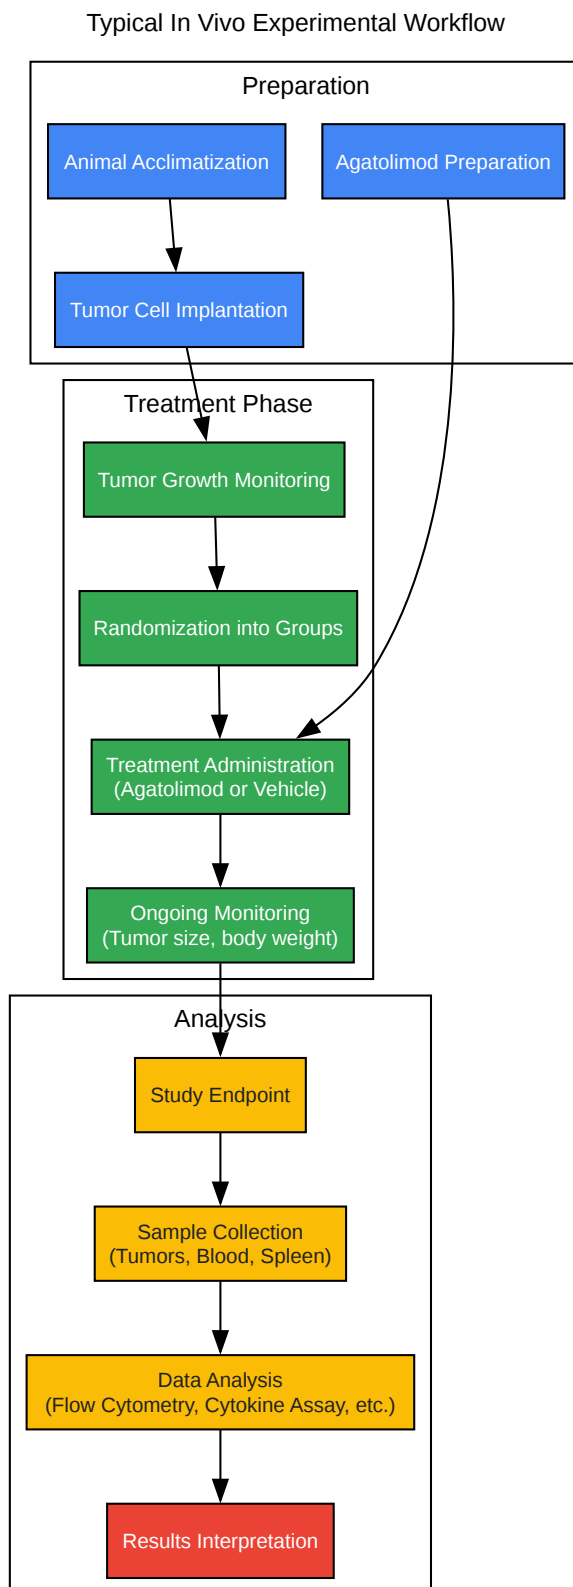 Typical In Vivo Experimental Workflow
Preparation
Animal Acclimatization
Agatolimod Preparation
Tumor Cell Implantation
Treatment Phase
Tumor Growth Monitoring
Randomization into Groups
Treatment Administration
(Agatolimod or Vehicle)
Ongoing Monitoring
(Tumor size, body weight)
Analysis
Study Endpoint
Sample Collection
(Tumors, Blood, Spleen)
Data Analysis
(Flow Cytometry, Cytokine Assay, etc.)
Results Interpretation